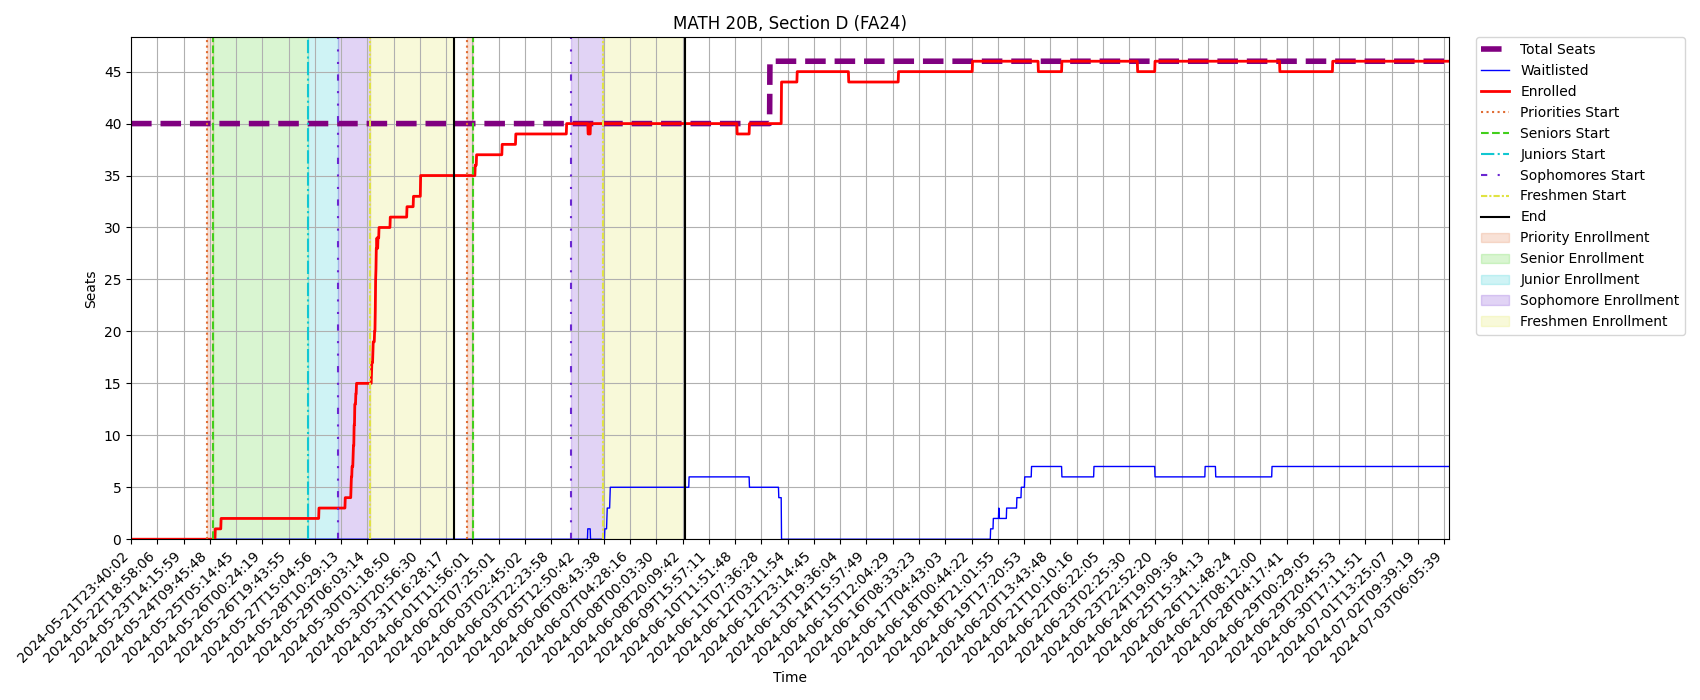 MATH 20B, Section D (FA24)
Seats
45
40
35
30
25
20
15
10
5
0
2024-05-21T23:40:02
2024-05-22T18:58:06
2024-05-23T14:15:59
2024-05-24T09:45:48
2024-05-25T05:14:45
2024-05-26T00:24:19
2024-05-26T19:43:55
2024-05-27T15:04:56
2024-05-28T10:29:13
2024-05-29T06:03:14
2024-05-30T01:18:50
2024-05-30T20:56:30
2024-05-31T16:28:17
2024-06-01T11:56:01
2024-06-02T07:25:01
2024-06-03T02:45:02
2024-06-03T22:23:58
2024-06-05T12:50:42
2024-06-06T08:43:38
2024-06-07T04:28:16
2024-06-08T00:03:30
2024-06-08T20:09:42
2024-06-09T15:57:11
2024-06-10T11:51:48
2024-06-11T07:36:28
2024-06-12T03:11:54
2024-06-12T23:14:45
2024-06-13T19:36:04
2024-06-14T15:57:49
2024-06-15T12:04:29
2024-06-16T08:33:23
2024-06-17T04:43:03
2024-06-18T00:44:22
2024-06-18T21:01:55
2024-06-19T17:20:53
2024-06-20T13:43:48
2024-06-21T10:10:16
2024-06-22T06:22:05
2024-06-23T02:25:30
2024-06-23T22:52:20
2024-06-24T19:09:36
2024-06-25T15:34:13
2024-06-26T11:48:24
2024-06-27T08:12:00
2024-06-28T04:17:41
2024-06-29T00:29:05
2024-06-29T20:45:53
2024-06-30T17:11:51
2024-07-01T13:25:07
2024-07-02T09:39:19
2024-07-03T06:05:39
Time
Total Seats
Waitlisted
Enrolled
Priorities Start
Seniors Start
Juniors Start
Sophomores Start
Freshmen Start
End
Priority Enrollment
Senior Enrollment
Junior Enrollment
Sophomore Enrollment
Freshmen Enrollment